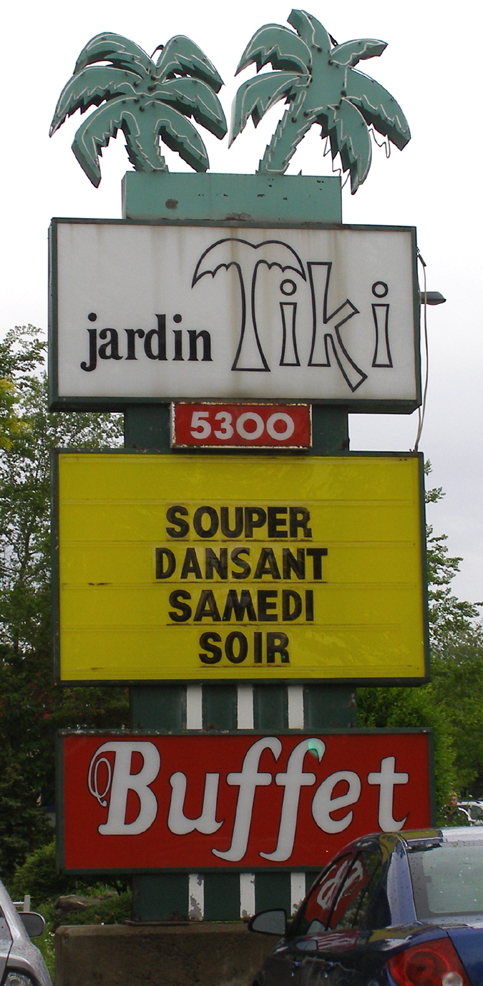 jardin Tiki
5300
SOUPER
DANSANT
SAMEDI
SOIR
Buffet